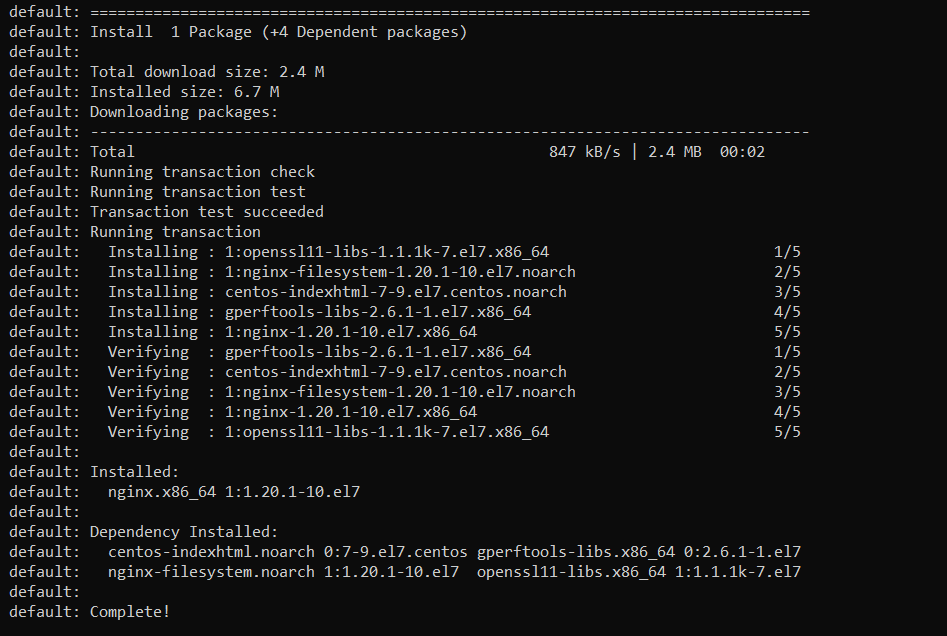 default: ================================================================================
default: Install  1 Package (+4 Dependent packages)
default:
default: Total download size: 2.4 M
default: Installed size: 6.7 M
default: Downloading packages:
default: --------------------------------------------------------------------------------
default: Total                                              847 kB/s | 2.4 MB  00:02
default: Running transaction check
default: Running transaction test
default: Transaction test succeeded
default: Running transaction
default:   Installing : 1:openssl11-libs-1.1.1k-7.el7.x86_64                         1/5
default:   Installing : 1:nginx-filesystem-1.20.1-10.el7.noarch                      2/5
default:   Installing : centos-indexhtml-7-9.el7.centos.noarch                       3/5
default:   Installing : gperftools-libs-2.6.1-1.el7.x86_64                           4/5
default:   Installing : 1:nginx-1.20.1-10.el7.x86_64                                 5/5
default:   Verifying  : gperftools-libs-2.6.1-1.el7.x86_64                           1/5
default:   Verifying  : centos-indexhtml-7-9.el7.centos.noarch                       2/5
default:   Verifying  : 1:nginx-filesystem-1.20.1-10.el7.noarch                      3/5
default:   Verifying  : 1:nginx-1.20.1-10.el7.x86_64                                 4/5
default:   Verifying  : 1:openssl11-libs-1.1.1k-7.el7.x86_64                         5/5
default:
default: Installed:
default:   nginx.x86_64 1:1.20.1-10.el7
default:
default: Dependency Installed:
default:   centos-indexhtml.noarch 0:7-9.el7.centos gperftools-libs.x86_64 0:2.6.1-1.el7
default:   nginx-filesystem.noarch 1:1.20.1-10.el7  openssl11-libs.x86_64 1:1.1.1k-7.el7
default:
default: Complete!